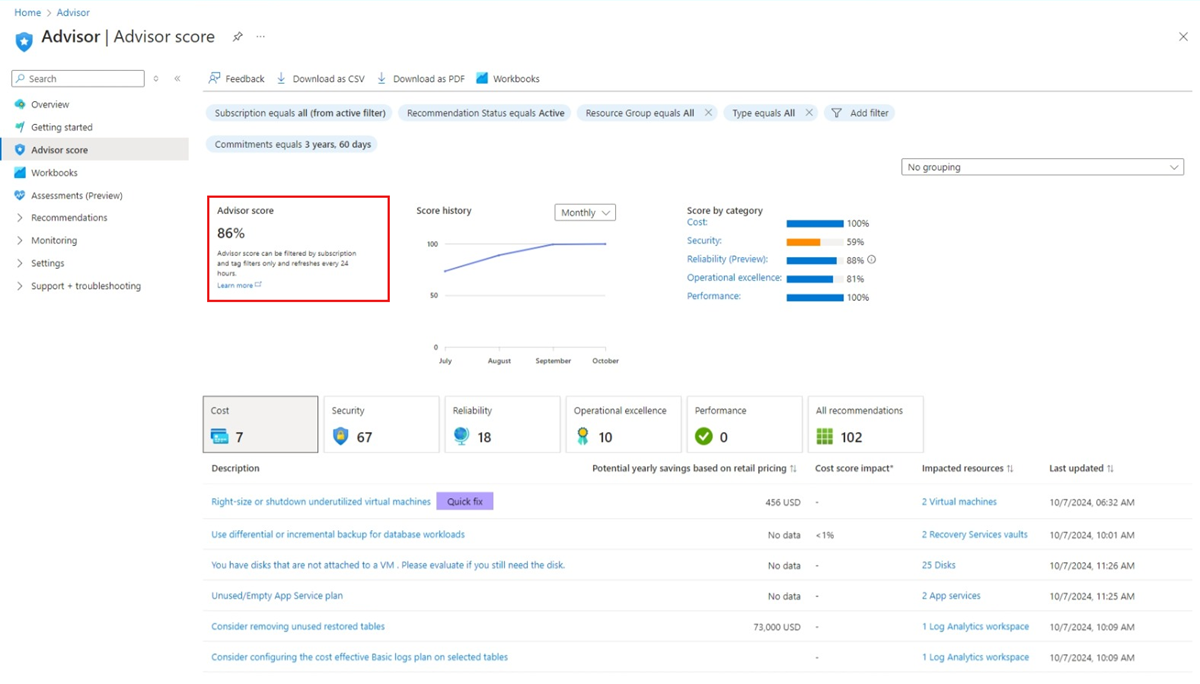 Home > Advisor
Advisor | Advisor score
Search
Overview
Getting started
Advisor score
Workbooks
Assessments (Preview)
Recommendations
Monitoring
Settings
Support + troubleshooting
Feedback Download as CSV Download as PDF Workbooks
Subscription equals all (from active filter) Recommendation Status equals Active Resource Group equals All Type equals All Add filter
Commitments equals 3 years, 60 days
No grouping
Advisor score
86%
Advisor score can be filtered by subscription
and tag filters only and refreshes every 24
hours.
Learn more
Score history Monthly
100
50
0
July August September October
Score by category
Cost: 100%
Security: 59%
Reliability (Preview): 88%
Operational excellence: 81%
Performance: 100%
Cost
7
Security
67
Reliability
18
Operational excellence
10
Performance
0
All recommendations
102
Description Potential yearly savings based on retail pricing Cost score impact* Impacted resources Last updated
Right-size or shutdown underutilized virtual machines Quick fix 456 USD - 2 Virtual machines 10/7/2024, 06:32 AM
Use differential or incremental backup for database workloads No data <1% 2 Recovery Services vaults 10/7/2024, 10:01 AM
You have disks that are not attached to a VM . Please evaluate if you still need the disk. No data - 25 Disks 10/7/2024, 11:26 AM
Unused/Empty App Service plan No data - 2 App services 10/7/2024, 11:25 AM
Consider removing unused restored tables 73,000 USD - 1 Log Analytics workspace 10/7/2024, 10:09 AM
Consider configuring the cost effective Basic logs plan on selected tables - 1 Log Analytics workspace 10/7/2024, 10:09 AM